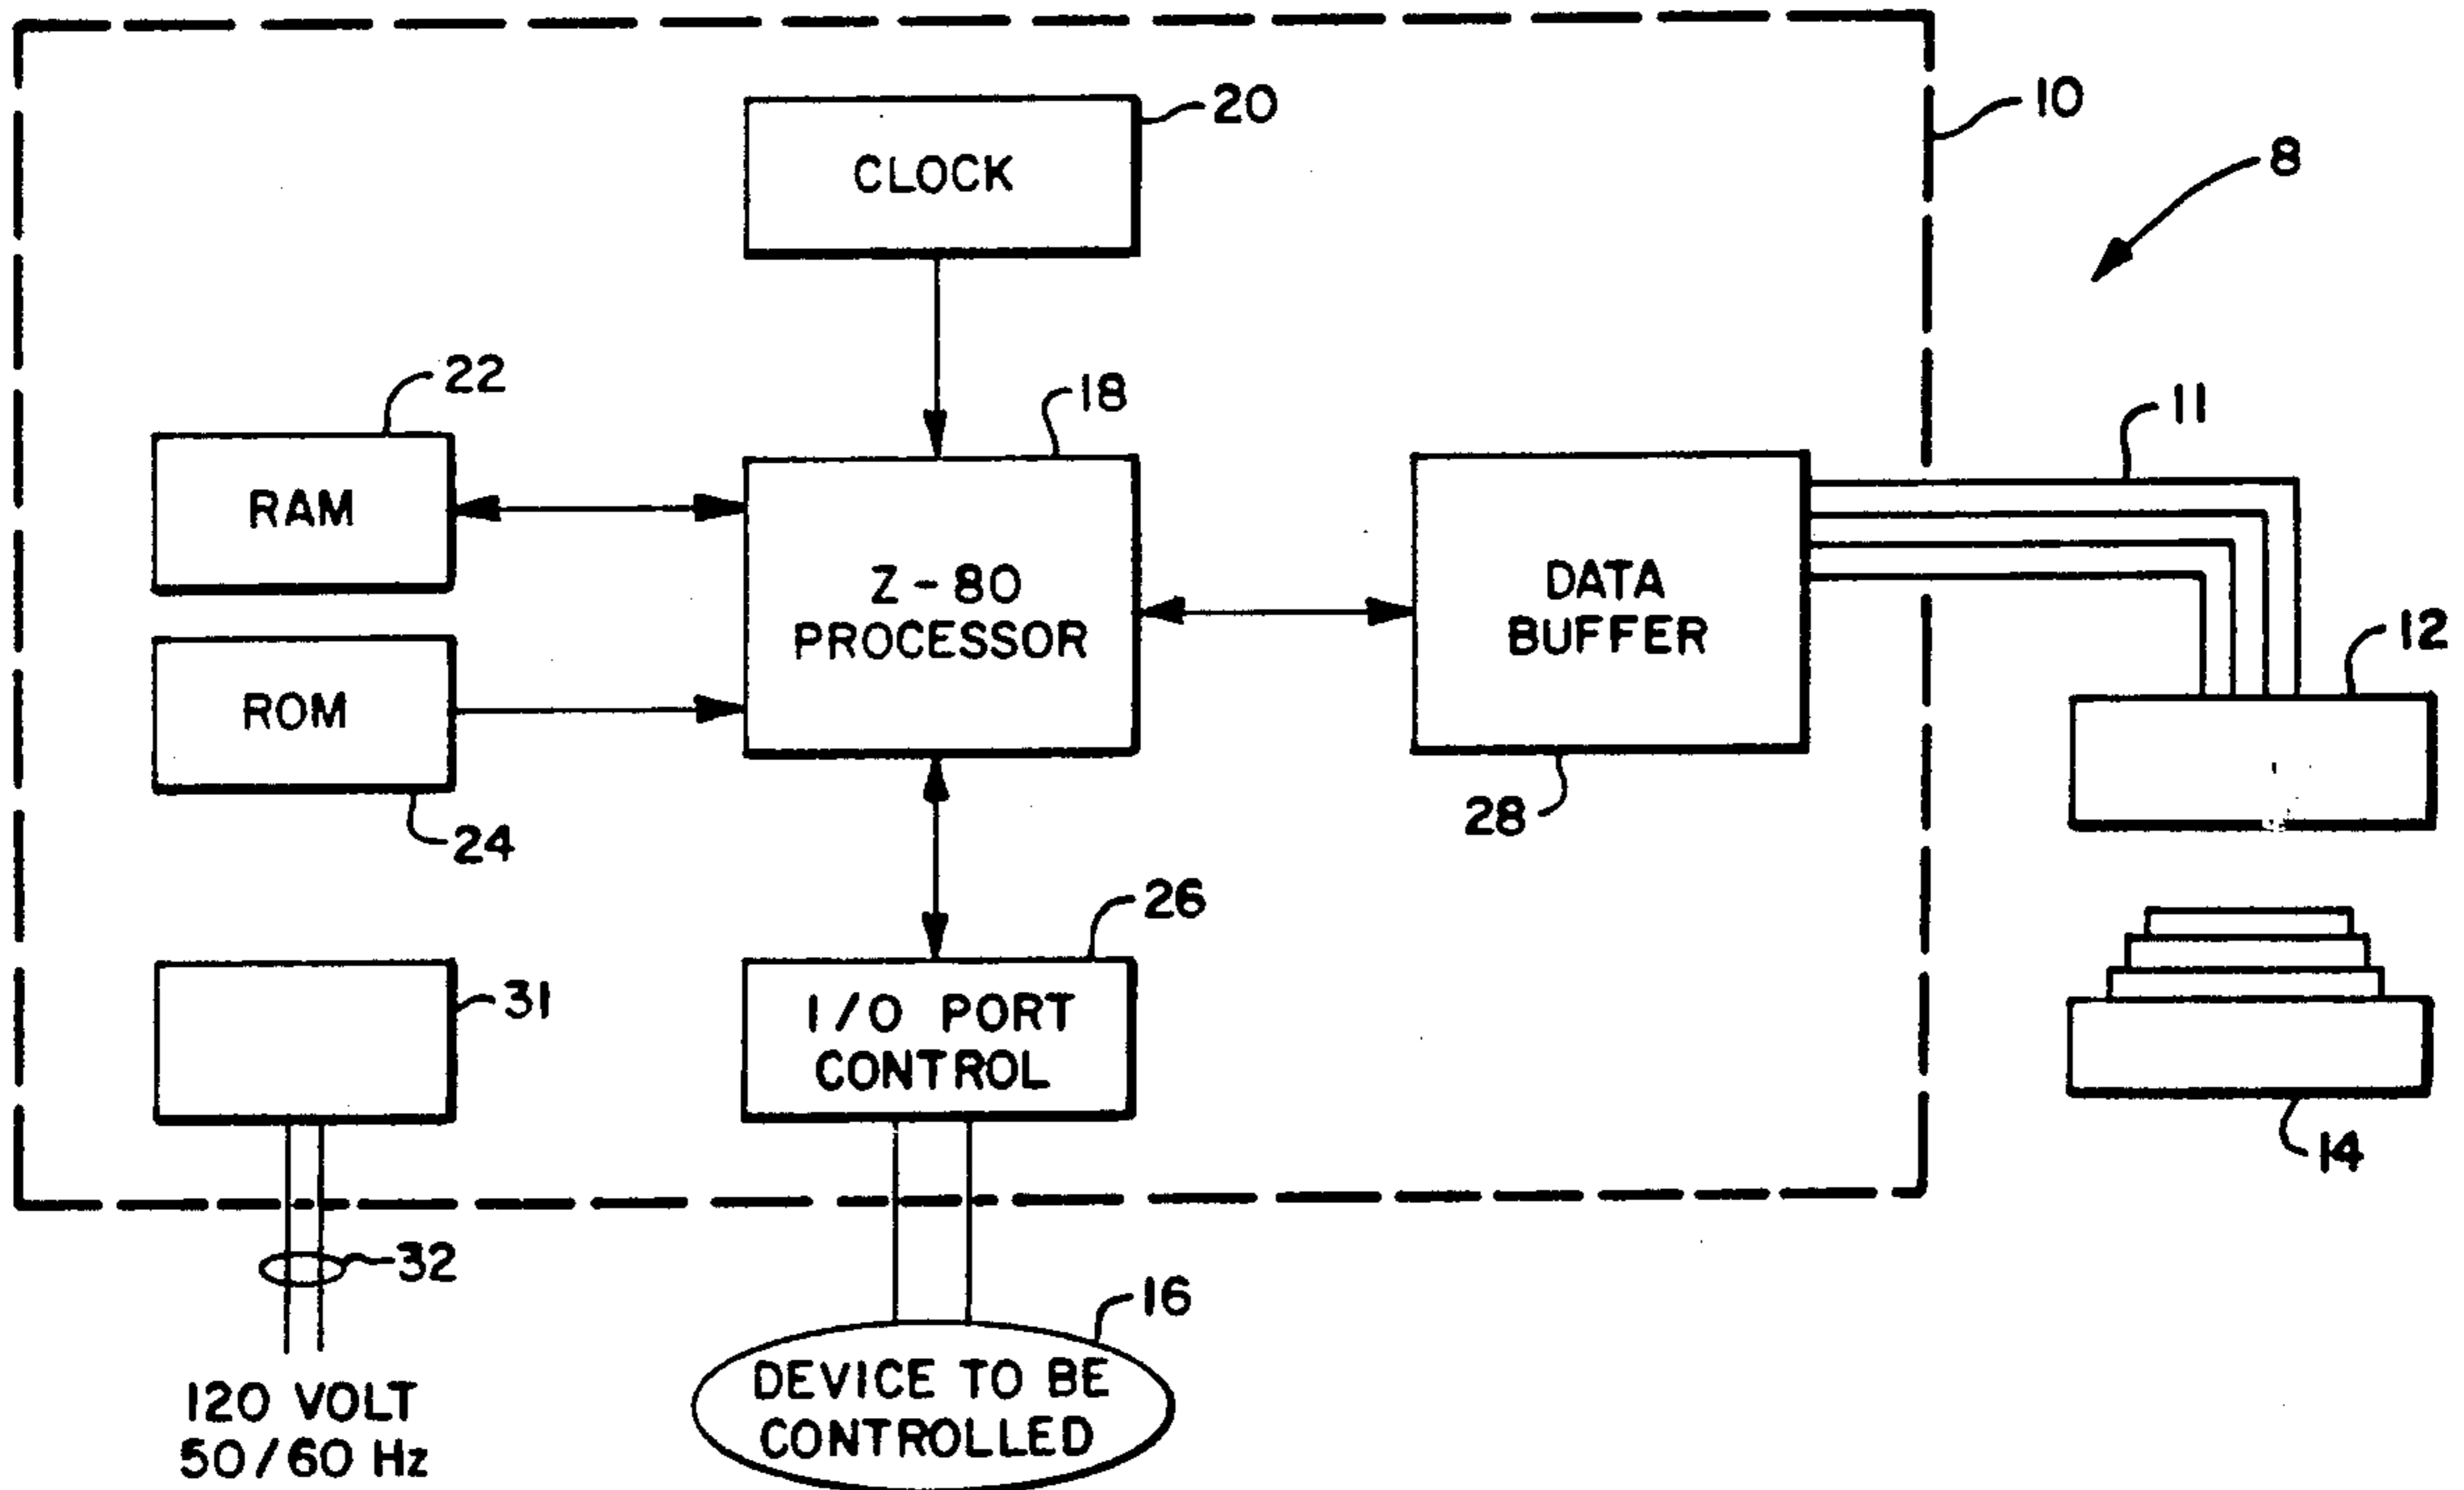 20
10
8
CLOCK
22
18
11
RAM
Z-80
PROCESSOR
DATA
BUFFER
12
ROM
28
24
26
31
I/O PORT
CONTROL
14
32
16
120 VOLT
50/60 Hz
DEVICE TO BE
CONTROLLED